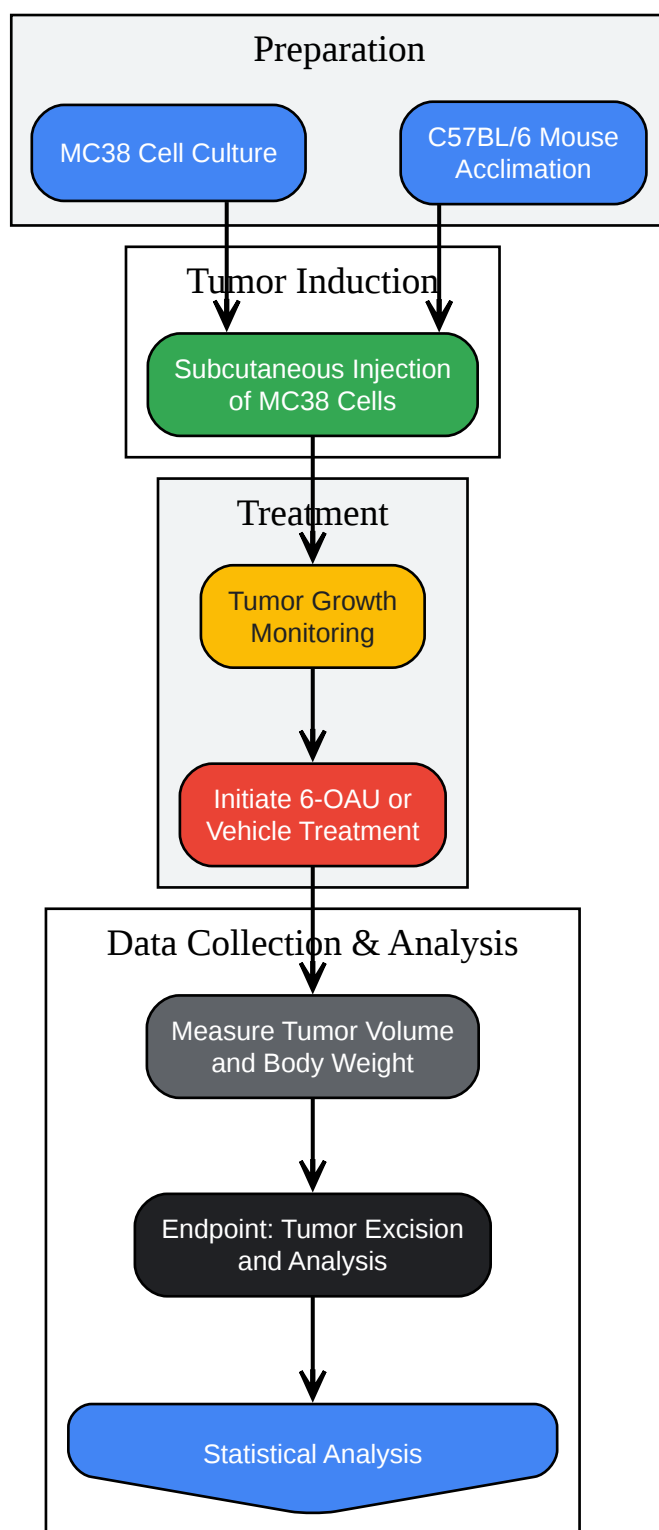 Preparation
MC38 Cell Culture
C57BL/6 Mouse
Acclimation
Tumor Induction
Subcutaneous Injection
of MC38 Cells
Treatment
Tumor Growth
Monitoring
Initiate 6-OAU or
Vehicle Treatment
Data Collection & Analysis
Measure Tumor Volume
and Body Weight
Endpoint: Tumor Excision
and Analysis
Statistical Analysis